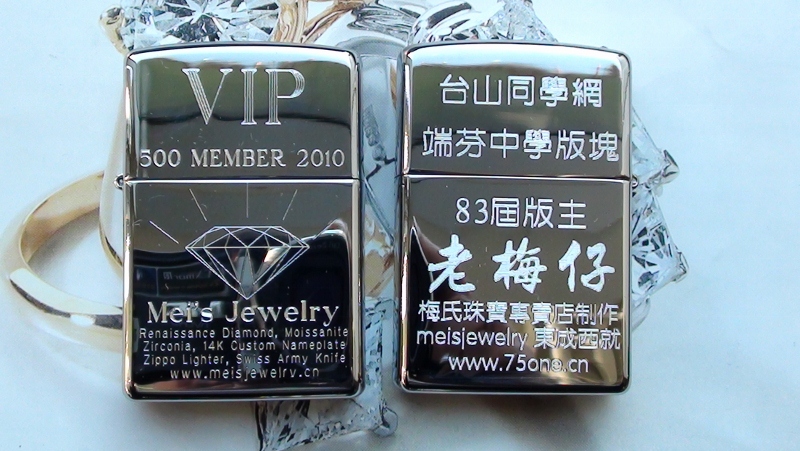 VIP
500 MEMBER 2010
Mei's Jewelry
Renaissance Diamond, Moissanite
Zirconia, 14K Custom Nameplate
Zippo Lighter, Swiss Army Knife
www.meisjewelry.cn
台山同學網
端芬中學版塊
83屆版主
老梅仔
梅氏珠寶專賣店制作
meisjewelry 東成西就
www.75one.cn